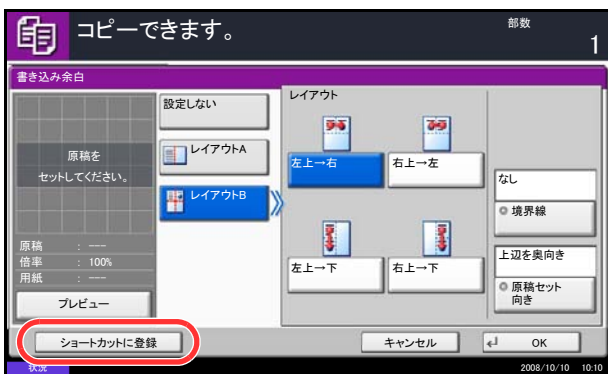 コピーできます。
部数
1
書き込み余白
原稿を
セットしてください。
原稿 : ---
倍率 : 100%
用紙 : ---
プレビュー
設定しない
レイアウトA
レイアウトB
レイアウト
左上→右
右上→左
左上→下
右上→下
なし
境界線
上辺を奥向き
原稿セット
向き
ショートカットに登録
キャンセル
OK
状況
2008/10/10 10:10